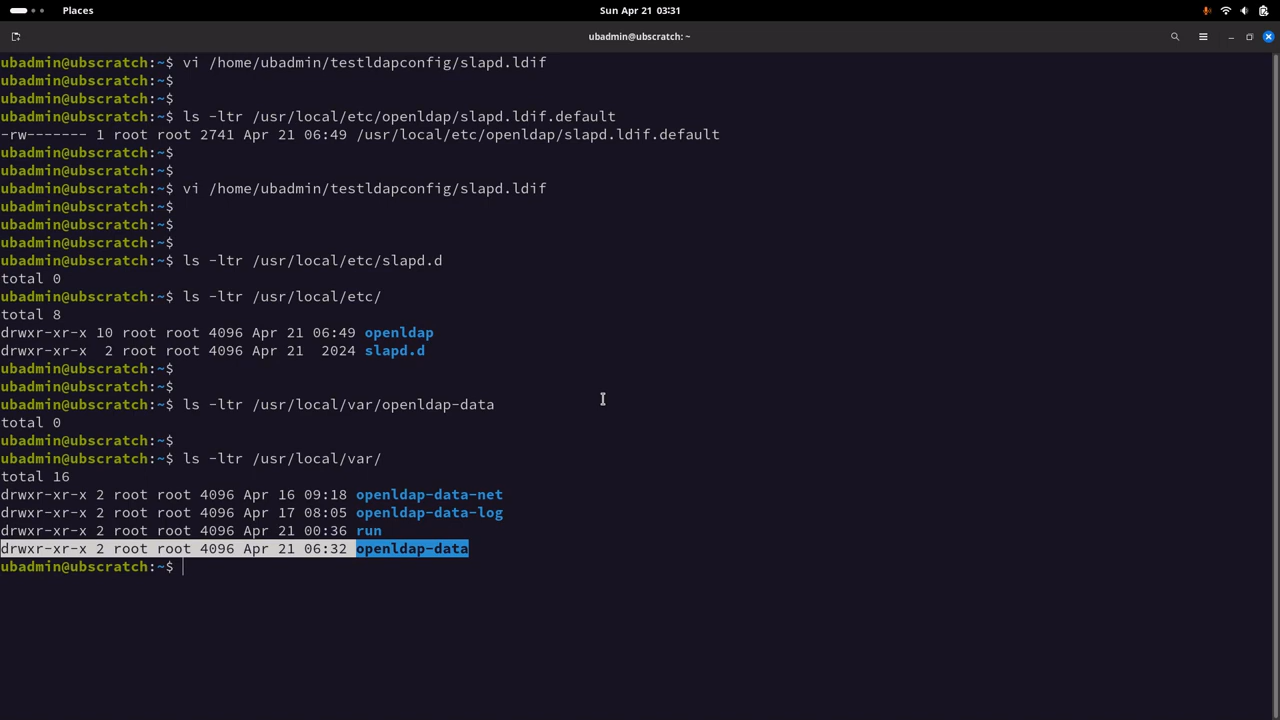 Places
Sun Apr 21 03:31
ubadmin@ubscratch: ~
ubadmin@ubscratch:~$ vi /home/ubadmin/testldapconfig/slapd.ldif
ubadmin@ubscratch:~$
ubadmin@ubscratch:~$
ubadmin@ubscratch:~$ ls -ltr /usr/local/etc/openldap/slapd.ldif.default
-rw------- 1 root root 2741 Apr 21 06:49 /usr/local/etc/openldap/slapd.ldif.default
ubadmin@ubscratch:~$
ubadmin@ubscratch:~$
ubadmin@ubscratch:~$ vi /home/ubadmin/testldapconfig/slapd.ldif
ubadmin@ubscratch:~$
ubadmin@ubscratch:~$
ubadmin@ubscratch:~$
ubadmin@ubscratch:~$ ls -ltr /usr/local/etc/slapd.d
total 0
ubadmin@ubscratch:~$ ls -ltr /usr/local/etc/
total 8
drwxr-xr-x 10 root root 4096 Apr 21 06:49 openldap
drwxr-xr-x  2 root root 4096 Apr 21  2024 slapd.d
ubadmin@ubscratch:~$
ubadmin@ubscratch:~$
ubadmin@ubscratch:~$ ls -ltr /usr/local/var/openldap-data
total 0
ubadmin@ubscratch:~$
ubadmin@ubscratch:~$ ls -ltr /usr/local/var/
total 16
drwxr-xr-x 2 root root 4096 Apr 16 09:18 openldap-data-net
drwxr-xr-x 2 root root 4096 Apr 17 08:05 openldap-data-log
drwxr-xr-x 2 root root 4096 Apr 21 00:36 run
drwxr-xr-x 2 root root 4096 Apr 21 06:32 openldap-data
ubadmin@ubscratch:~$